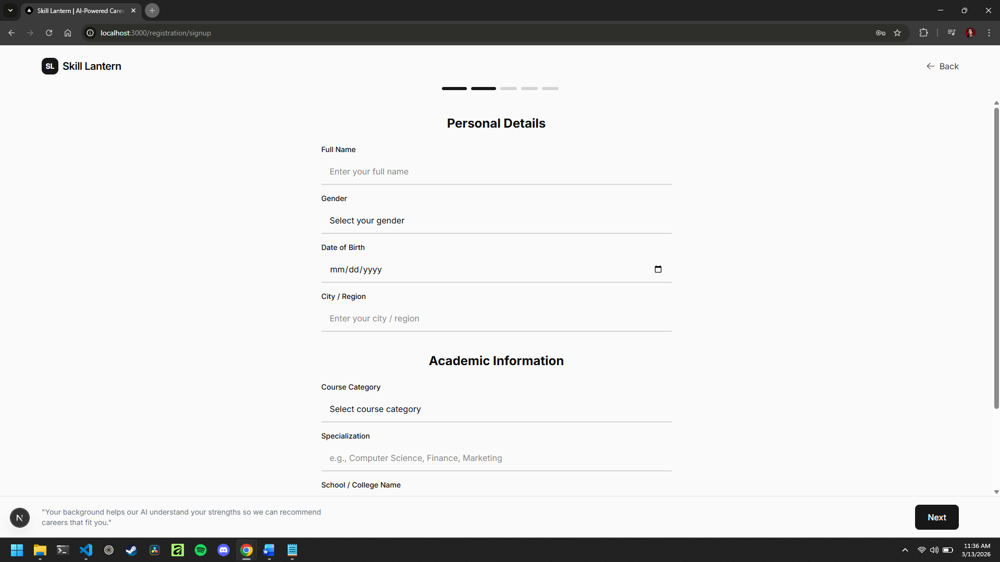 Skill Lantern | AI-Powered Caree
localhost:3000/registration/signup
SL Skill Lantern
Back
Personal Details
Full Name
Enter your full name
Gender
Select your gender
Date of Birth
mm/dd/yyyy
City / Region
Enter your city / region
Academic Information
Course Category
Select course category
Specialization
e.g., Computer Science, Finance, Marketing
School / College Name
N
"Your background helps our AI understand your strengths so we can recommend
careers that fit you."
Next
11:36 AM
3/13/2026